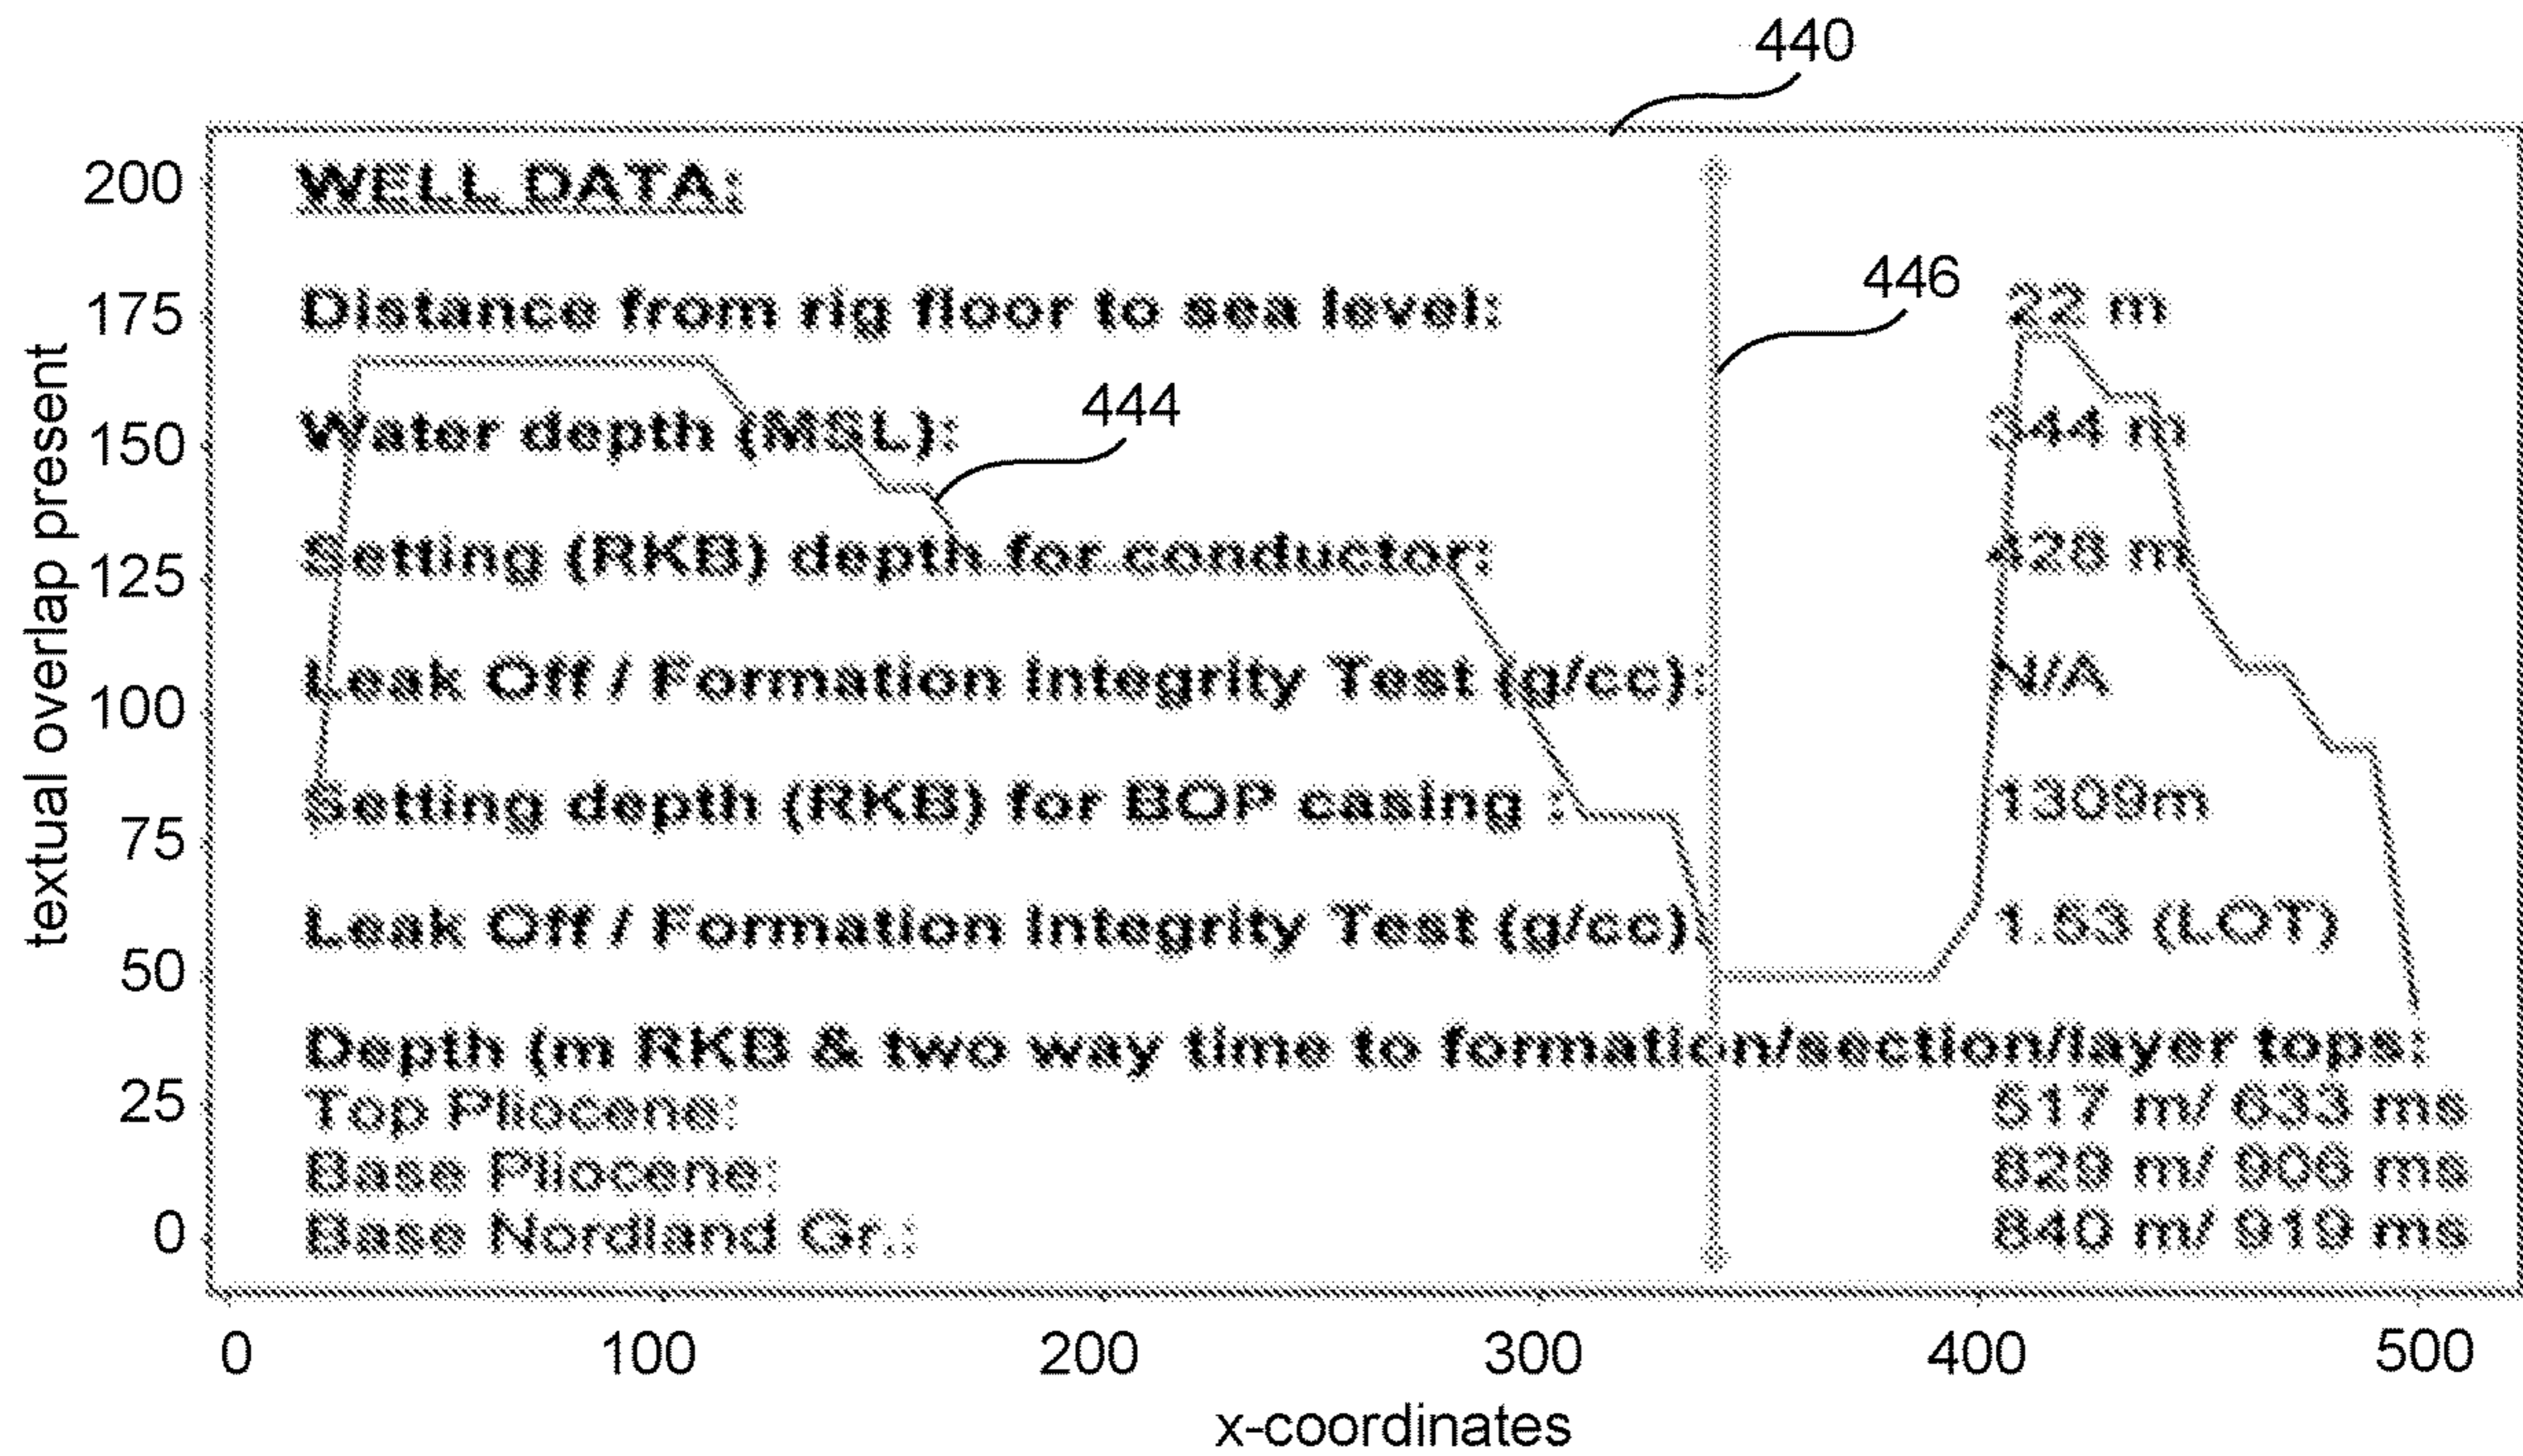 440
200 WELL DATA:
446
175 Distance from rig floor to sea level: 22 m
444
150 Water depth (MSL): 344 m
125 Setting (RKB) depth for conductor: 428 m
100 Leak Off / Formation Integrity Test (g/cc): N/A
75 Setting depth (RKB) for BOP casing : 1309m
50 Leak Off / Formation Integrity Test (g/cc): 1.53 (LOT)
Depth (m RKB & two way time to formation/section/layer tops:
25 Top Pliocene: 517 m/ 633 ms
Base Pliocene: 829 m/ 906 ms
0 Base Nordland Gr.: 840 m/ 919 ms
textual overlap present
0 100 200 300 400 500
x-coordinates